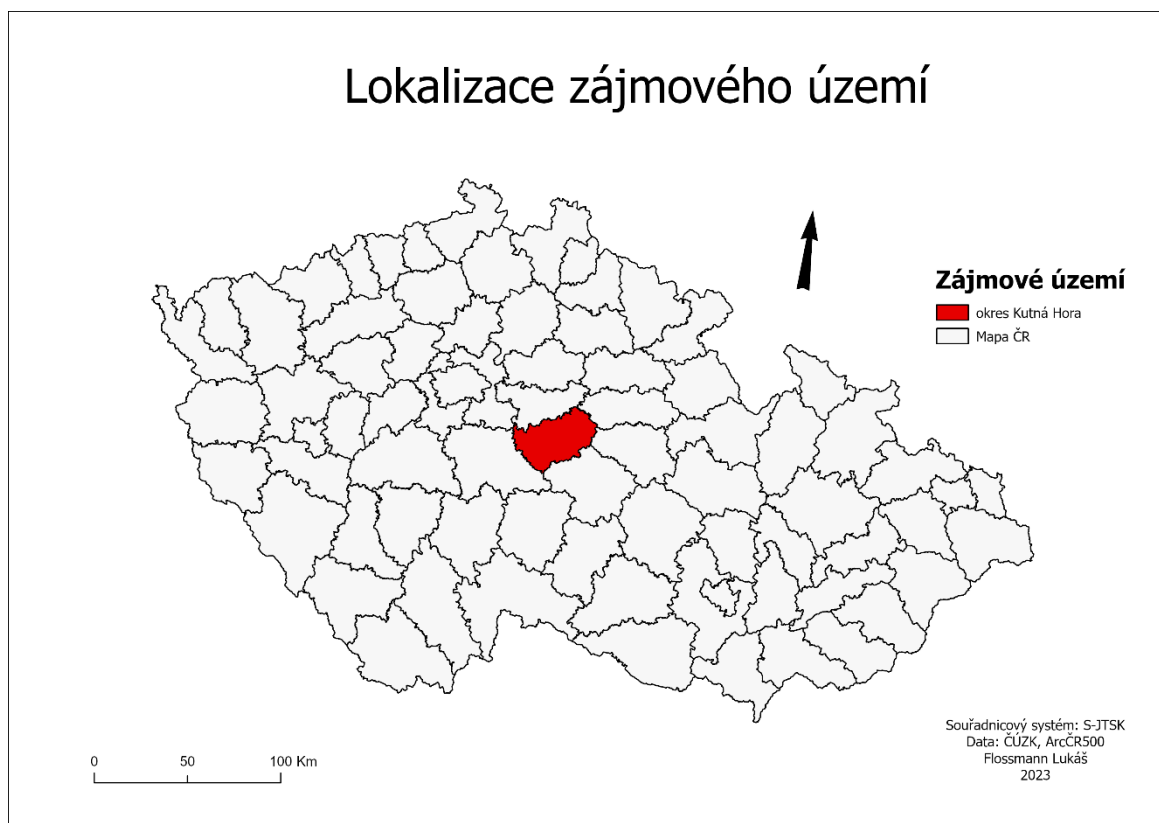 Lokalizace zájmového území
Zájmové území
okres Kutná Hora
Mapa ČR
0 50 100 Km
Souřadnicový systém: S-JTSK
Data: ČÚZK, ArcČR500
Flossmann Lukáš
2023